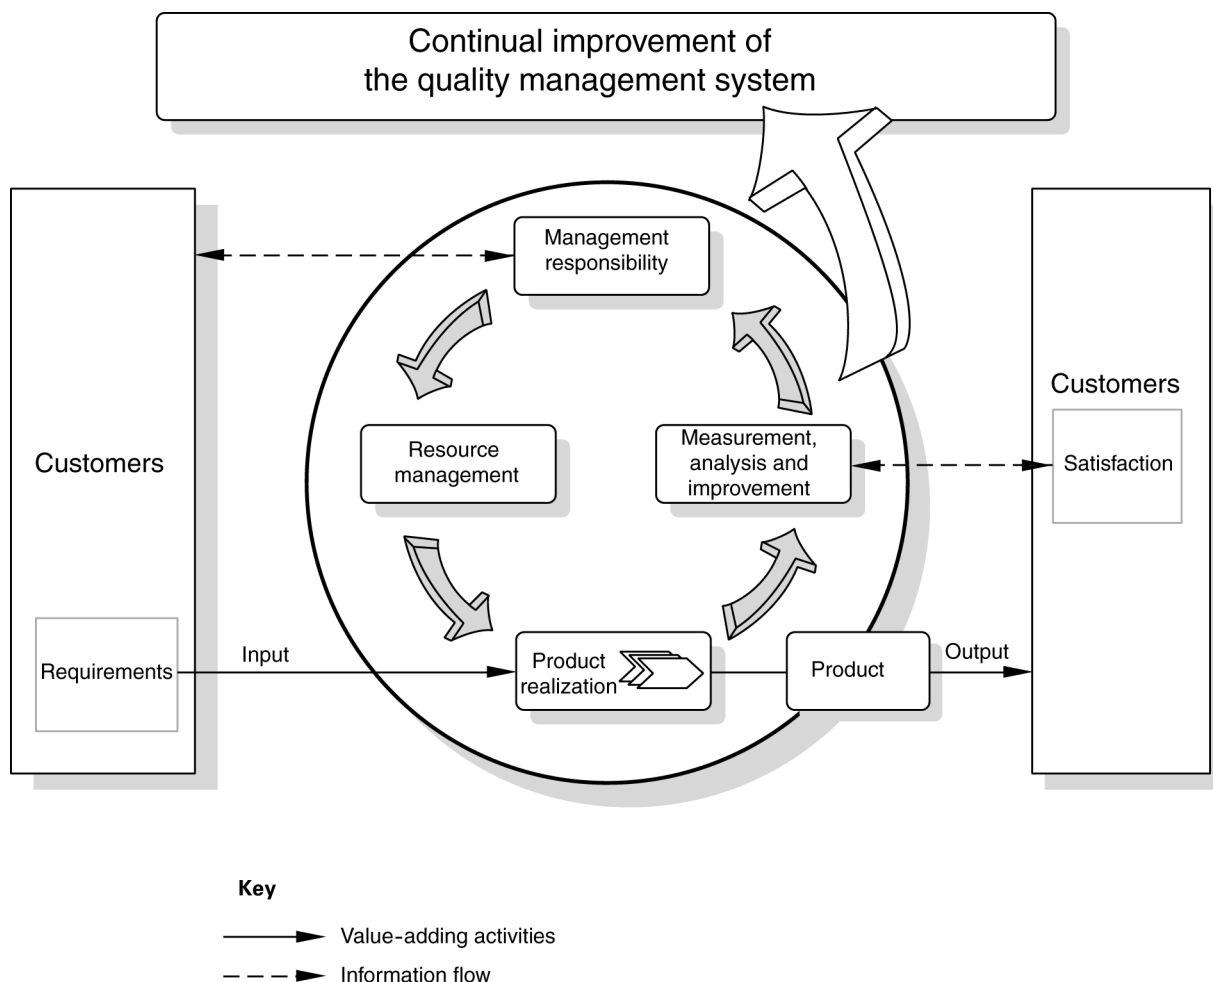 Continual improvement of
the quality management system
Management
responsibility
Customers
Resource
management
Measurement,
analysis and
improvement
Customers
Satisfaction
Requirements
Input
Product
realization
Product
Output
Key
Value-adding activities
Information flow